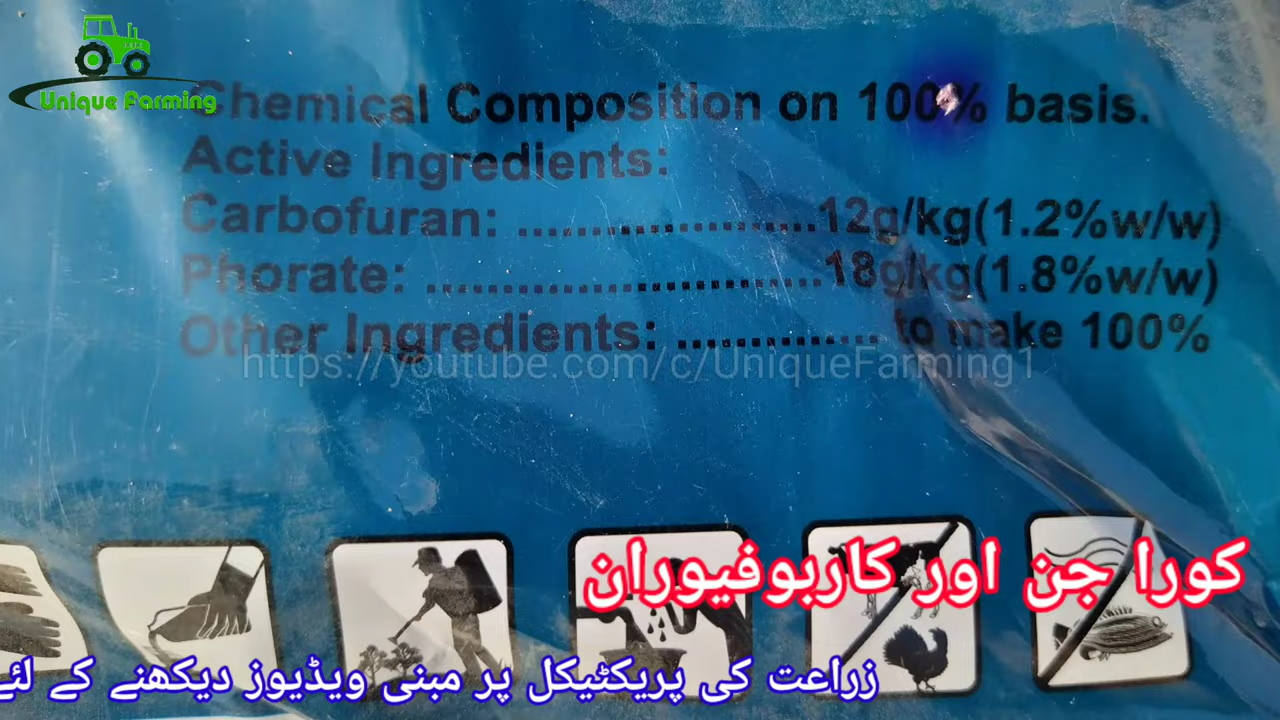 Unique Farming
Chemical Composition on 100% basis.
Active Ingredients:
Carbofuran: ....................12g/kg(1.2%w/w)
Phorate: ..........................18g/kg(1.8%w/w)
Other Ingredients: ............. to make 100%
https://youtube.com/c/UniqueFarming1
کورا جن اور کاربوفیوران
زراعت کی پریکٹیکل پر مبنی ویڈیوز دیکھنے کے لئے